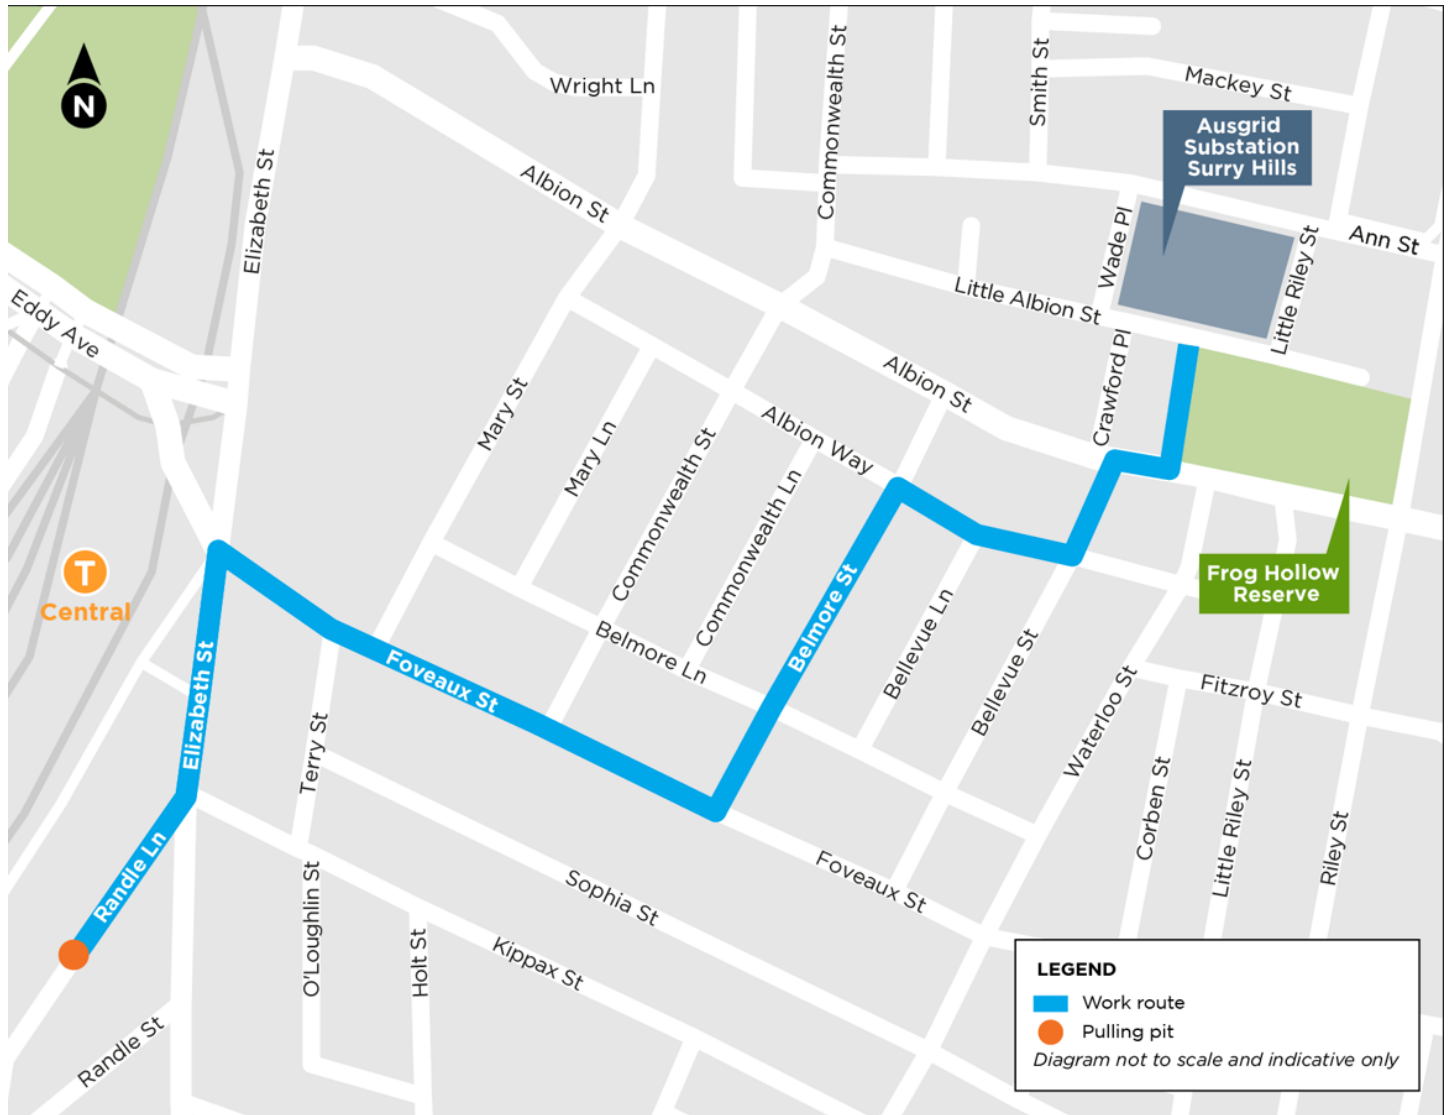 N
Wright Ln
Commonwealth St
Smith St
Mackey St
Ausgrid
Substation
Surry Hills
Elizabeth St
Albion St
Wade Pl
Ann St
Little Riley St
Little Albion St
Eddy Ave
Crawford Pl
Albion St
Mary St
Mary Ln
Albion Way
Commonwealth St
Commonwealth Ln
T
Central
Frog Hollow
Reserve
Belmore St
Bellevue Ln
Belmore Ln
Bellevue St
Elizabeth St
Foveaux St
Waterloo St
Fitzroy St
Terry St
Corben St
Little Riley St
Riley St
Randle Ln
Foveaux St
Sophia St
O'Loughlin St
Holt St
Kippax St
Randle St
LEGEND
Work route
Pulling pit
Diagram not to scale and indicative only